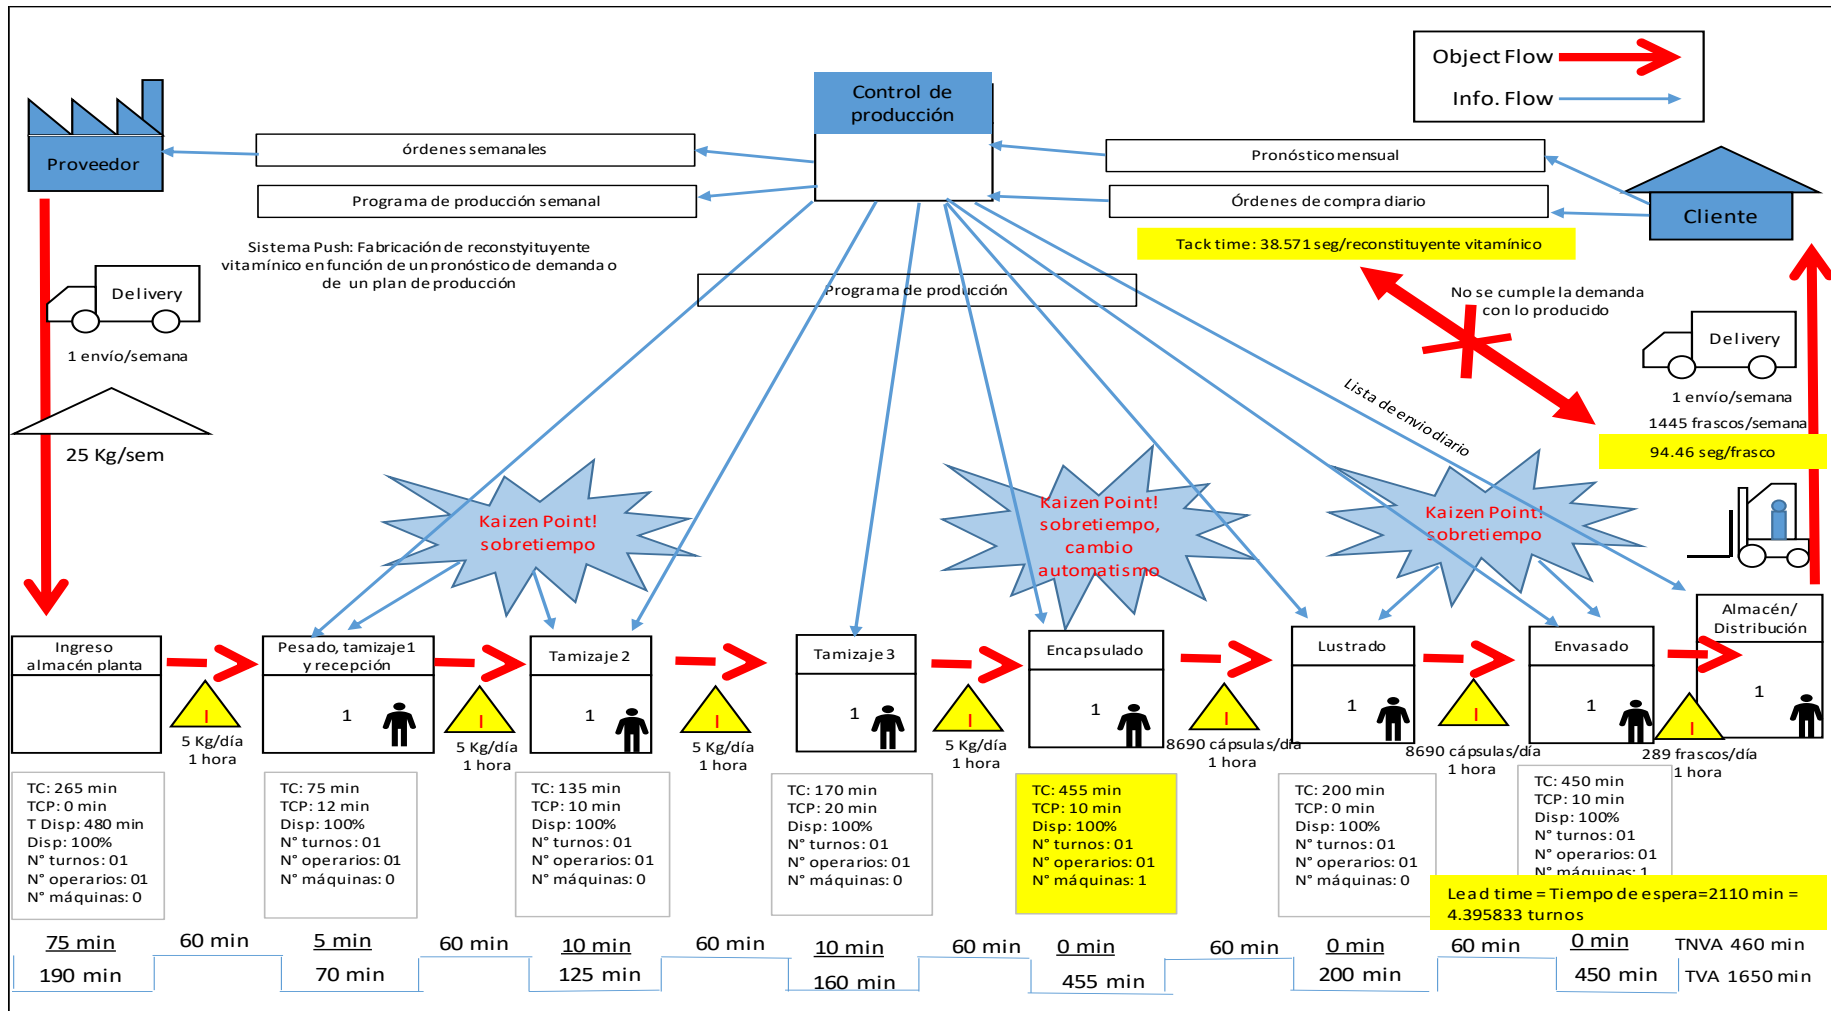 Object Flow
Info. Flow
Proveedor
órdenes semanales
Programa de producción semanal
Control de
producción
Pronóstico mensual
Órdenes de compra diario
Cliente
Tack time: 38.571 seg/reconstituyente vitamínico
Sistema Push: Fabricación de reconstyituyente
vitamínico en función de un pronóstico de demanda o
de un plan de producción
Programa de producción
No se cumple la demanda
con lo producido
Delivery
1 envío/semana
25 Kg/sem
Delivery
1 envío/semana
1445 frascos/semana
94.46 seg/frasco
Lista de envio diario
Kaizen Point!
sobretiempo
Kaizen Point!
sobretiempo,
cambio
automatismo
Kaizen Point!
sobretiempo
Ingreso
almacén planta
Pesado, tamizaje 1
y recepción
1
Tamizaje 2
1
Tamizaje 3
1
Encapsulado
1
Lustrado
1
Envasado
1
Almacén/
Distribución
1
I
5 Kg/día
1 hora
I
5 Kg/día
1 hora
I
5 Kg/día
1 hora
I
5 Kg/día
1 hora
I
8690 cápsulas/día
1 hora
I
8690 cápsulas/día
1 hora
I
289 frascos/día
1 hora
TC: 265 min
TCP: 0 min
T Disp: 480 min
Disp: 100%
N° turnos: 01
N° operarios: 01
N° máquinas: 0
TC: 75 min
TCP: 12 min
Disp: 100%
N° turnos: 01
N° operarios: 01
N° máquinas: 0
TC: 135 min
TCP: 10 min
Disp: 100%
N° turnos: 01
N° operarios: 01
N° máquinas: 0
TC: 170 min
TCP: 20 min
Disp: 100%
N° turnos: 01
N° operarios: 01
N° máquinas: 0
TC: 455 min
TCP: 10 min
Disp: 100%
N° turnos: 01
N° operarios: 01
N° máquinas: 1
TC: 200 min
TCP: 0 min
Disp: 100%
N° turnos: 01
N° operarios: 01
N° máquinas: 0
TC: 450 min
TCP: 10 min
Disp: 100%
N° turnos: 01
N° operarios: 01
N° máquinas: 1
Lead time = Tiempo de espera=2110 min =
4.395833 turnos
75 min 60 min 5 min 60 min 10 min 60 min 10 min 60 min 0 min 60 min 0 min 60 min 0 min TNVA 460 min
190 min 70 min 125 min 160 min 455 min 200 min 450 min TVA 1650 min